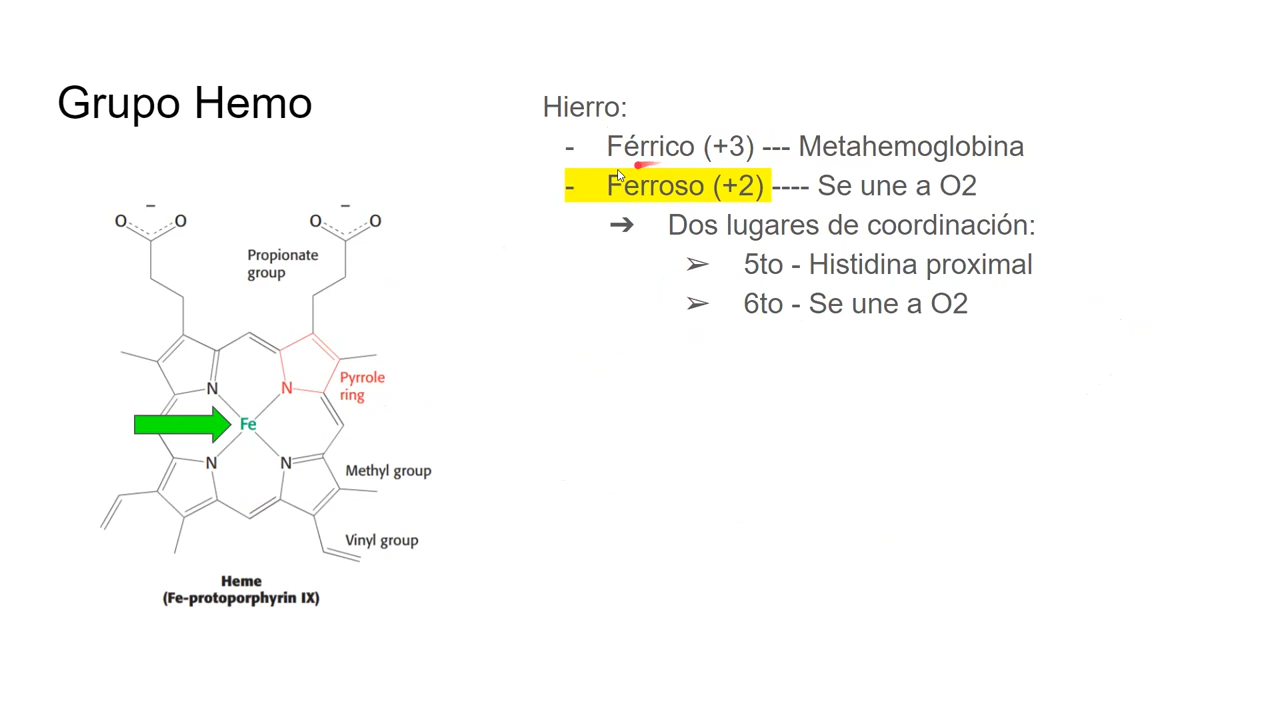 Grupo Hemo
Hierro:
- Férrico (+3) --- Metahemoglobina
- Ferroso (+2) ---- Se une a O2
➔ Dos lugares de coordinación:
➢ 5to - Histidina proximal
➢ 6to - Se une a O2
O O
O O
Propionate
group
N N
Pyrrole
ring
Fe
N N
Methyl group
Vinyl group
Heme
(Fe-protoporphyrin IX)